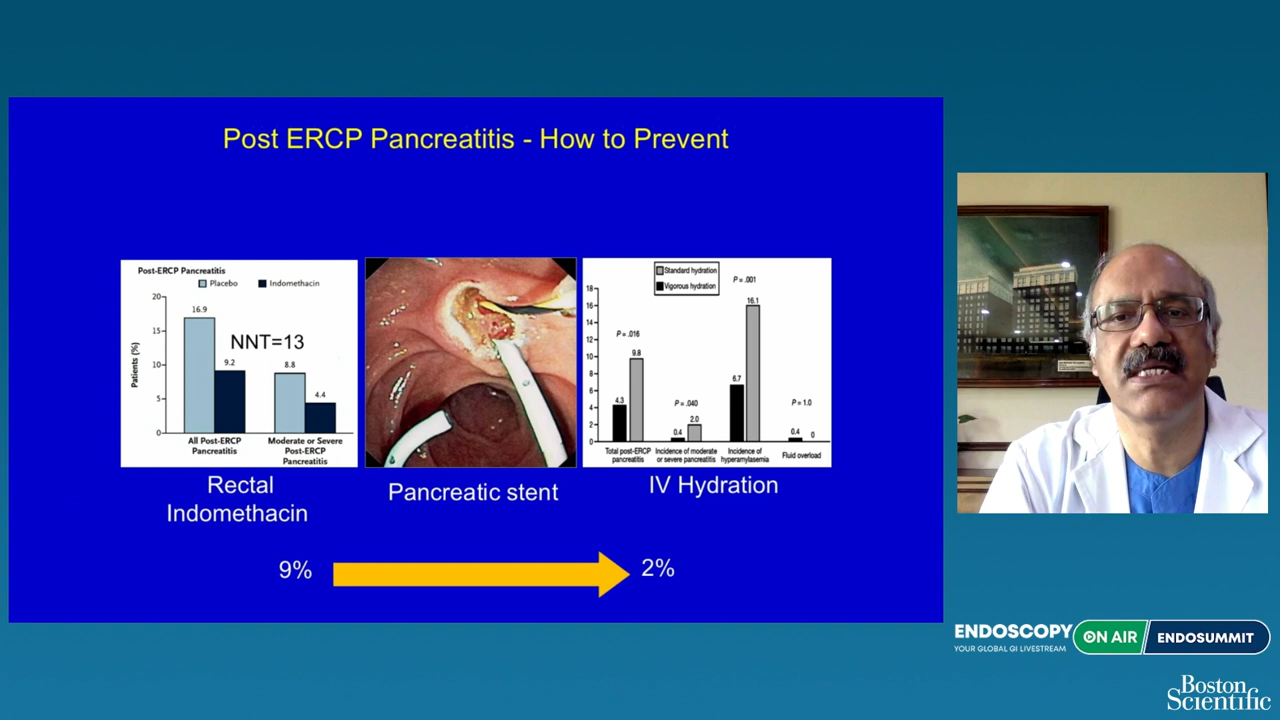 Post ERCP Pancreatitis - How to Prevent
Post-ERCP Pancreatitis
Placebo
Indomethacin
Patients (%)
20
15
10
5
0
16.9
9.2
8.8
4.4
NNT=13
All Post-ERCP
Pancreatitis
Moderate or Severe
Post-ERCP
Pancreatitis
Standard hydration
Vigorous hydration
18
16
14
12
10
8
6
4
2
0
P = .016
4.3
9.8
P = .040
0.4
2.0
P = .001
6.7
16.1
P = 1.0
0.4
0
Total post-ERCP
pancreatitis
Incidence of moderate
or severe pancreatitis
Incidence of
hyperamylasemia
Fluid overload
Rectal
Indomethacin
Pancreatic stent
IV Hydration
9%
2%
ENDOSCOPY
YOUR GLOBAL GI LIVESTREAM
ON AIR
ENDOSUMMIT
Boston
Scientific